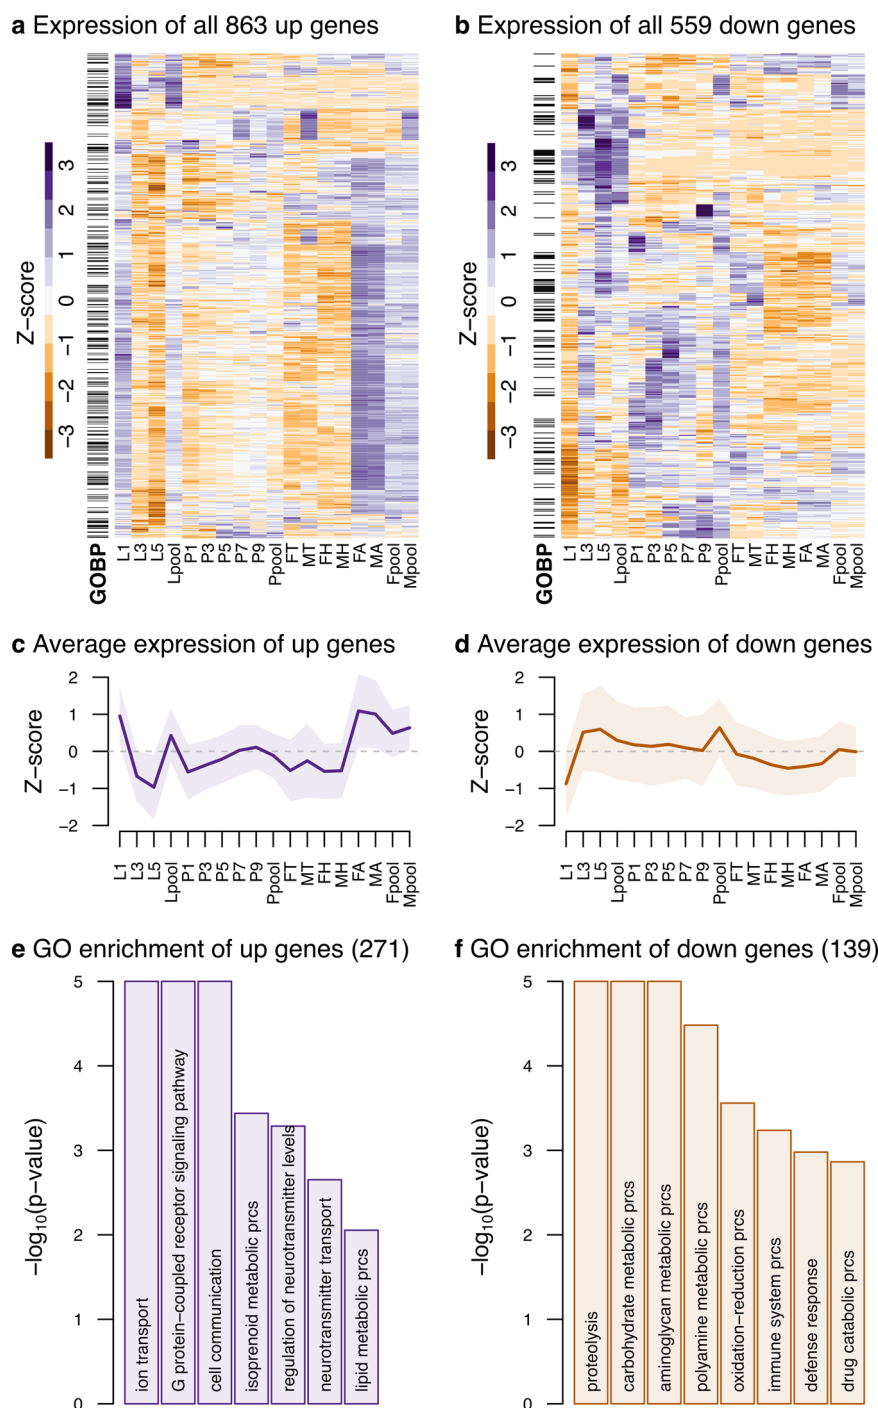 a Expression of all 863 up genes
b Expression of all 559 down genes
Z−score
3
2
1
0
−1
−2
−3
GOBP
L1
L3
L5
Lpool
P1
P3
P5
P7
P9
Ppool
FT
MT
FH
MH
FA
MA
Fpool
Mpool
Z−score
3
2
1
0
−1
−2
−3
GOBP
L1
L3
L5
Lpool
P1
P3
P5
P7
P9
Ppool
FT
MT
FH
MH
FA
MA
Fpool
Mpool
c Average expression of up genes
Z−score
2
1
0
−1
−2
L1
L3
L5
Lpool
P1
P3
P5
P7
P9
Ppool
FT
MT
FH
MH
FA
MA
Fpool
Mpool
d Average expression of down genes
Z−score
2
1
0
−1
−2
L1
L3
L5
Lpool
P1
P3
P5
P7
P9
Ppool
FT
MT
FH
MH
FA
MA
Fpool
Mpool
e GO enrichment of up genes (271)
−log10(p−value)
5
4
3
2
1
0
ion transport
G protein−coupled receptor signaling pathway
cell communication
isoprenoid metabolic prcs
regulation of neurotransmitter levels
neurotransmitter transport
lipid metabolic prcs
f GO enrichment of down genes (139)
−log10(p−value)
5
4
3
2
1
0
proteolysis
carbohydrate metabolic prcs
aminoglycan metabolic prcs
polyamine metabolic prcs
oxidation−reduction prcs
immune system prcs
defense response
drug catabolic prcs